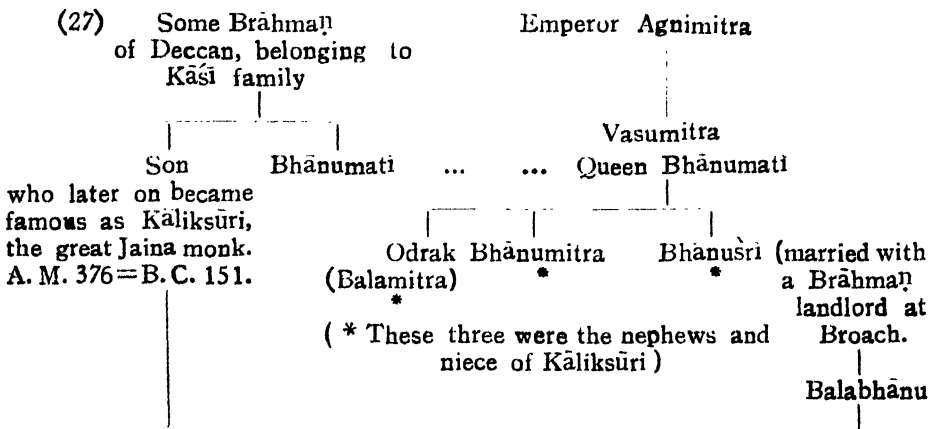 (27) Some Brāhmaṇ Emperor Agnimitra
of Deccan, belonging to
Kāśī family
Vasumitra
Son Bhānumati ... ... Queen Bhānumati
who later on became
famous as Kāliksūri,
the great Jaina monk. Odrak Bhānumitra Bhānuśri (married with
A. M. 376=B. C. 151. (Balamitra) * * a Brāhmaṇ
* landlord at
( * These three were the nephews and Broach.
niece of Kāliksūri )
Balabhānu